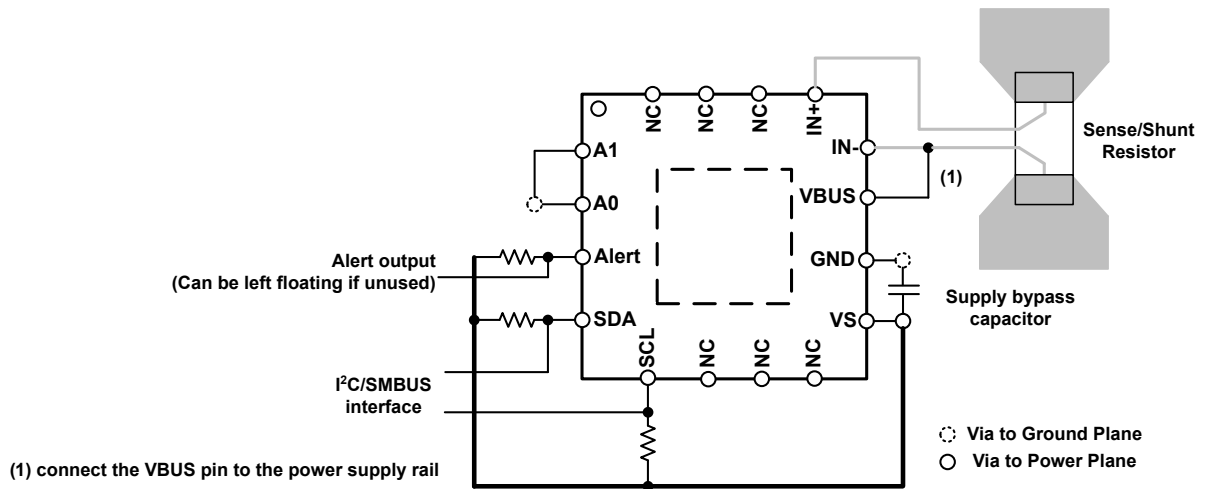 NC
NC
NC
IN+
Sense/Shunt
Resistor
A1
IN-
(1)
VBUS
A0
Alert output
(Can be left floating if unused)
Alert
GND
Supply bypass
capacitor
SDA
VS
SCL
NC
NC
NC
I²C/SMBUS
interface
Via to Ground Plane
Via to Power Plane
(1) connect the VBUS pin to the power supply rail